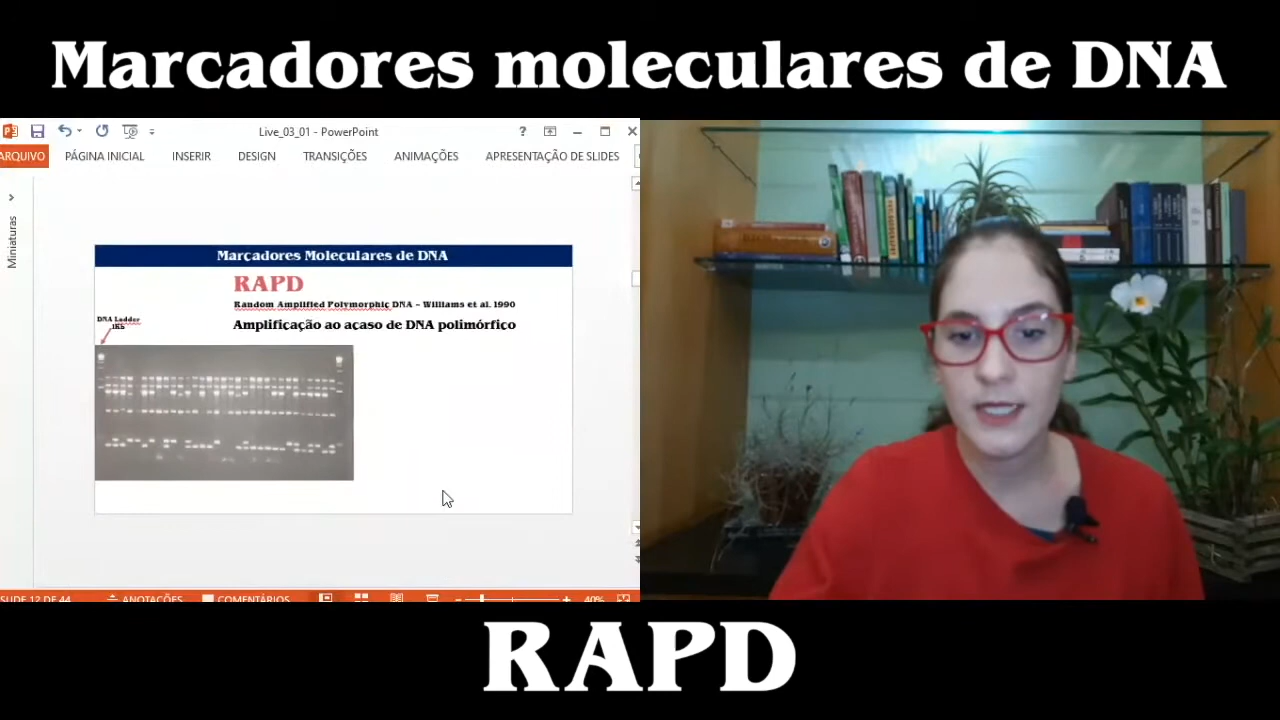 Marcadores moleculares de DNA
Live_03_01 - PowerPoint
ARQUIVO PÁGINA INICIAL INSERIR DESIGN TRANSIÇÕES ANIMAÇÕES APRESENTAÇÃO DE SLIDES
Miniaturas
Marcadores Moleculares de DNA
RAPD
Random Amplified Polymorphic DNA - Williams et al. 1990
Amplificação ao acaso de DNA polimórfico
DNA Ladder
1Kb
SLIDE 12 DE 44 ANOTAÇÕES COMENTÁRIOS 40%
RAPD